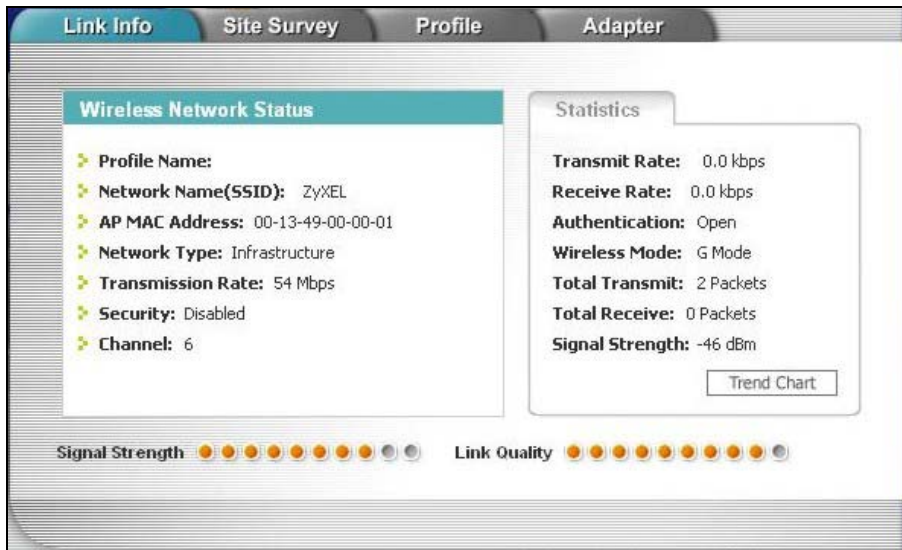 Link Info
Site Survey
Profile
Adapter
Wireless Network Status
Profile Name:
Network Name(SSID): ZyXEL
AP MAC Address: 00-13-49-00-00-01
Network Type: Infrastructure
Transmission Rate: 54 Mbps
Security: Disabled
Channel: 6
Statistics
Transmit Rate: 0.0 kbps
Receive Rate: 0.0 kbps
Authentication: Open
Wireless Mode: G Mode
Total Transmit: 2 Packets
Total Receive: 0 Packets
Signal Strength: -46 dBm
Trend Chart
Signal Strength
Link Quality